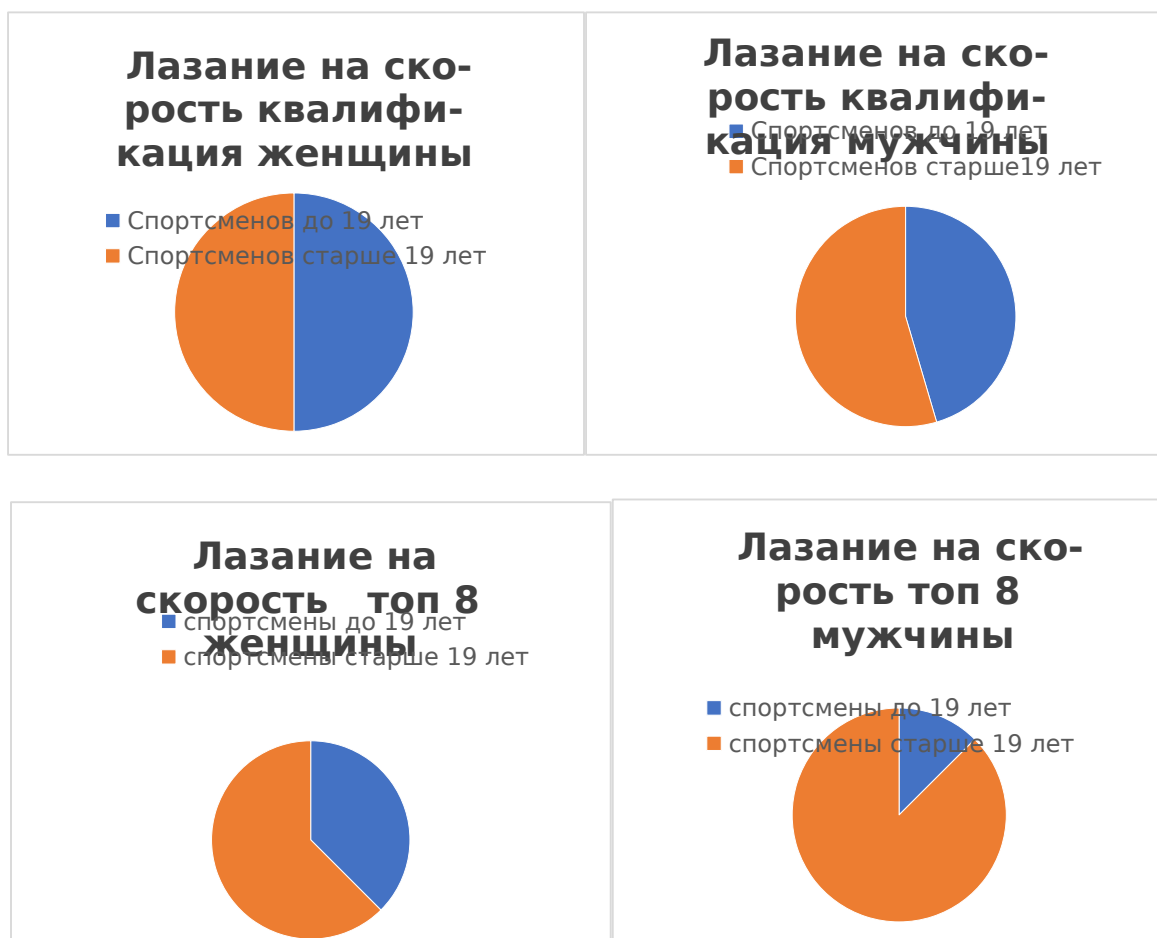 Лазание на ско-
рость квалифи-
кация женщины
Спортсменов до 19 лет
Спортсменов старше 19 лет
Лазание на ско-
рость квалифи-
кация мужчины
Спортсменов до 19 лет
Спортсменов старше19 лет
Лазание на
скорость топ 8
женщины
спортсмены до 19 лет
спортсмены старше 19 лет
Лазание на ско-
рость топ 8
мужчины
спортсмены до 19 лет
спортсмены старше 19 лет